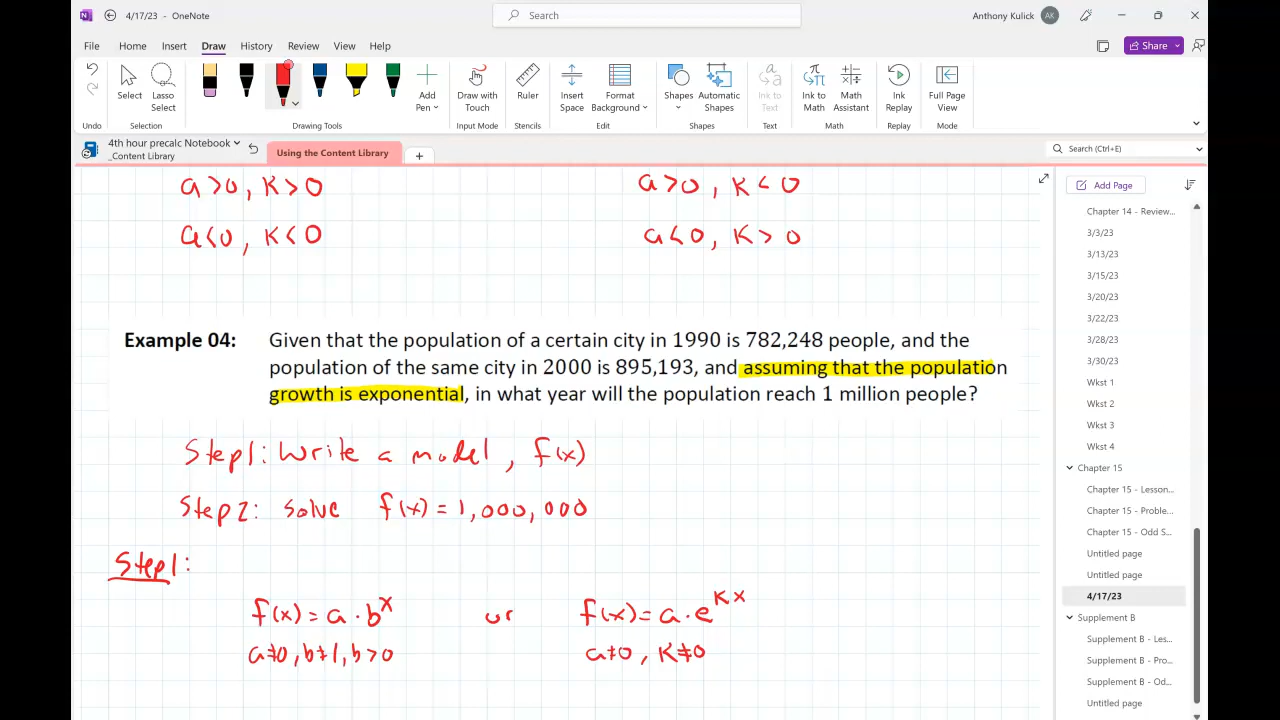 4/17/23 - OneNote
Search
Anthony Kulick AK
File Home Insert Draw History Review View Help
Share
Select
Lasso Select
Add Pen
Draw with Touch
Ruler
Insert Space
Format Background
Shapes
Automatic Shapes
Ink to Text
Ink to Math
Math Assistant
Ink Replay
Full Page View
Undo Selection Drawing Tools Input Mode Stencils Edit Shapes Text Math Replay Mode
4th hour precalc Notebook
_Content Library
Using the Content Library
+
Search (Ctrl+E)
a>0, K>0 a>0, K<0
a<0, K<0 a<0, K>0
Example 04: Given that the population of a certain city in 1990 is 782,248 people, and the
population of the same city in 2000 is 895,193, and assuming that the population
growth is exponential, in what year will the population reach 1 million people?
Step1: Write a model, f(x)
Step2: solve f(x) = 1,000,000
Step1:
f(x) = a · b^x or f(x) = a · e^(Kx)
a≠0, b≠1, b>0 a≠0, K≠0
Add Page
Chapter 14 - Review...
3/3/23
3/13/23
3/15/23
3/20/23
3/22/23
3/28/23
3/30/23
Wkst 1
Wkst 2
Wkst 3
Wkst 4
Chapter 15
Chapter 15 - Lesson...
Chapter 15 - Proble...
Chapter 15 - Odd S...
Untitled page
Untitled page
4/17/23
Supplement B
Supplement B - Les...
Supplement B - Pro...
Supplement B - Od...
Untitled page